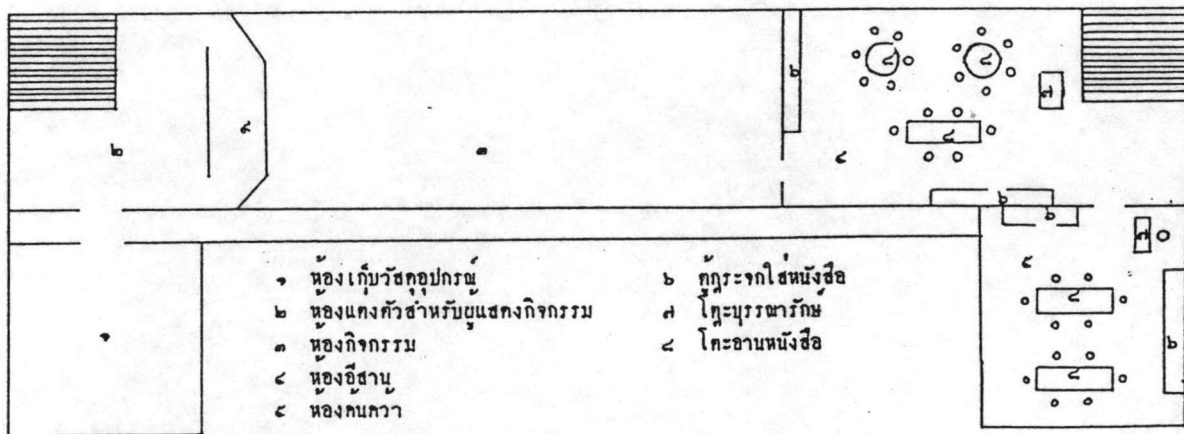 ๑ ห้องเก็บวัสดุอุปกรณ์
๒ ห้องแต่งตัวสำหรับผู้แสดงกิจกรรม
๓ ห้องกิจกรรม
๔ ห้องอีสาน
๕ ห้องค้นคว้า
๖ ตู้กระจกใส่หนังสือ
๗ โต๊ะบรรณารักษ์
๘ โต๊ะอ่านหนังสือ